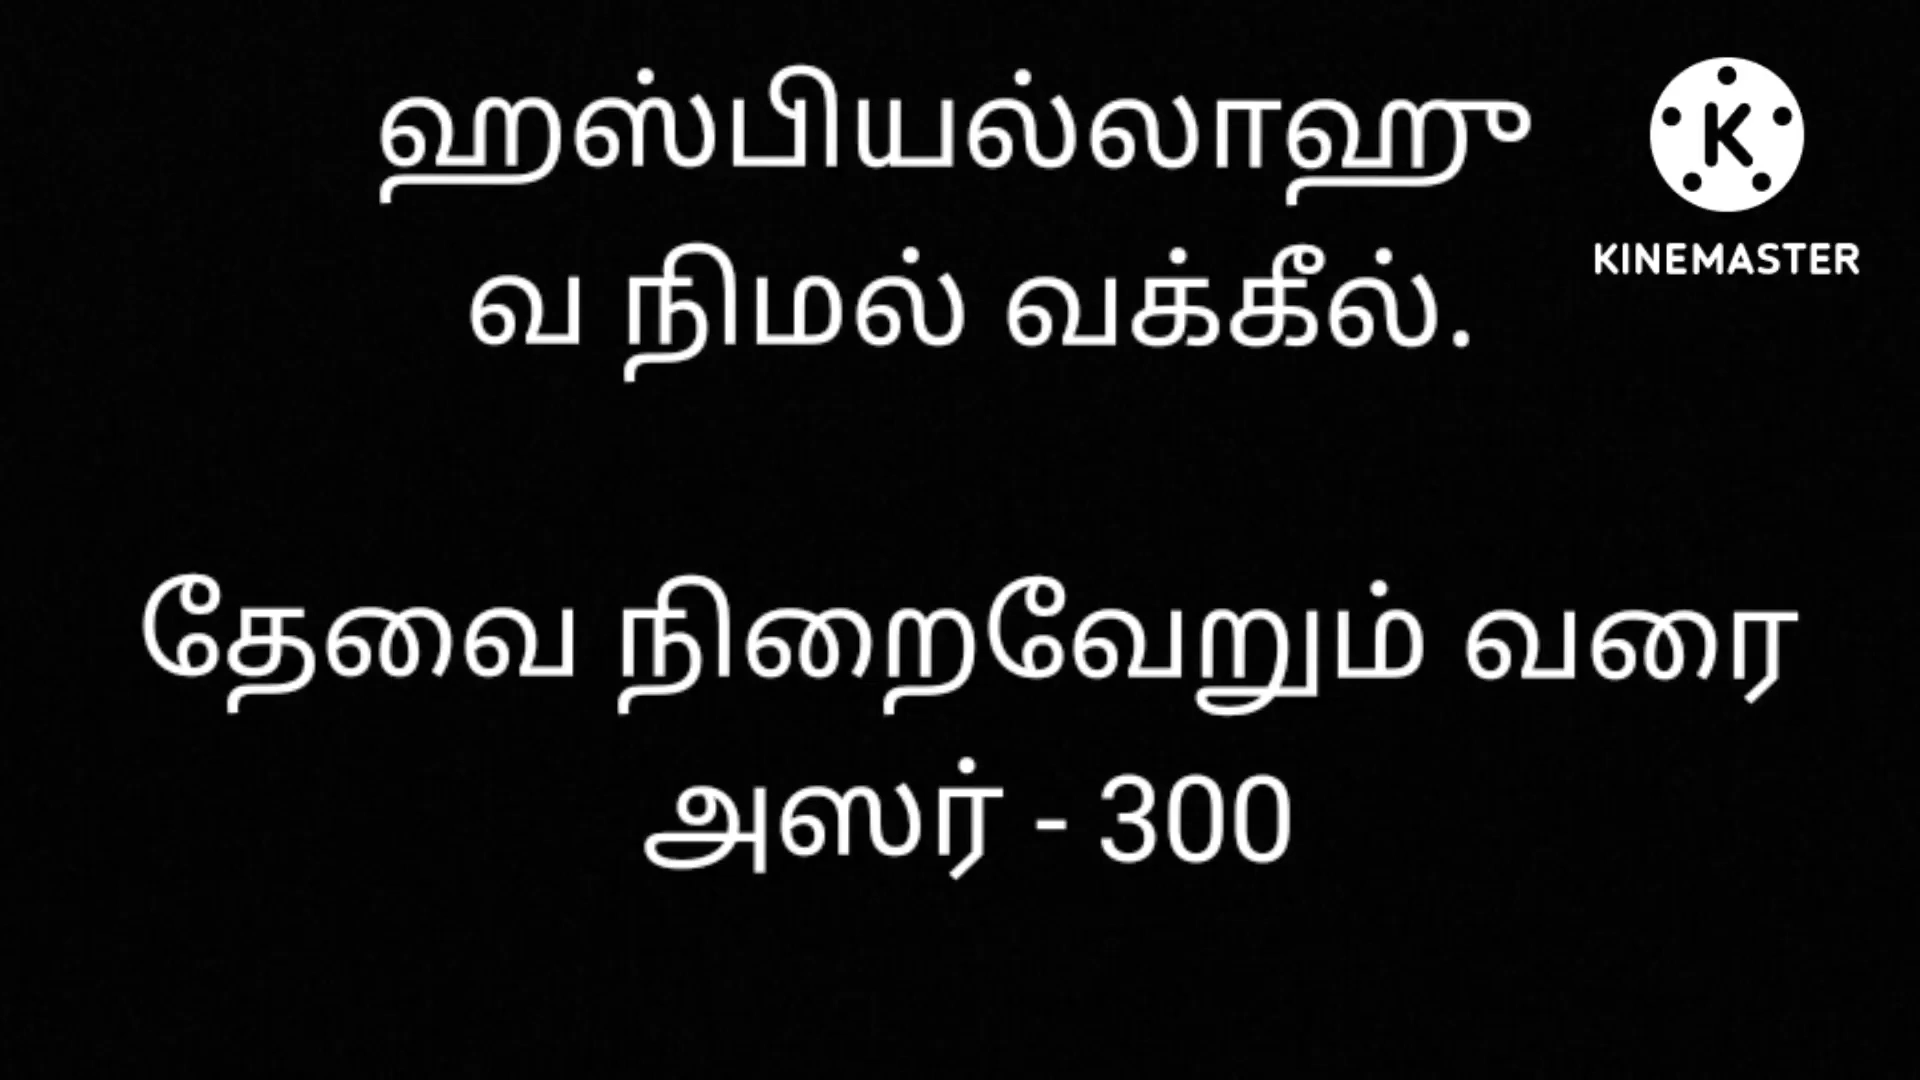 ஹஸ்பியல்லாஹு
வ நிமல் வக்கீல்.
தேவை நிறைவேறும் வரை
அஸர் - 300
K
KINEMASTER